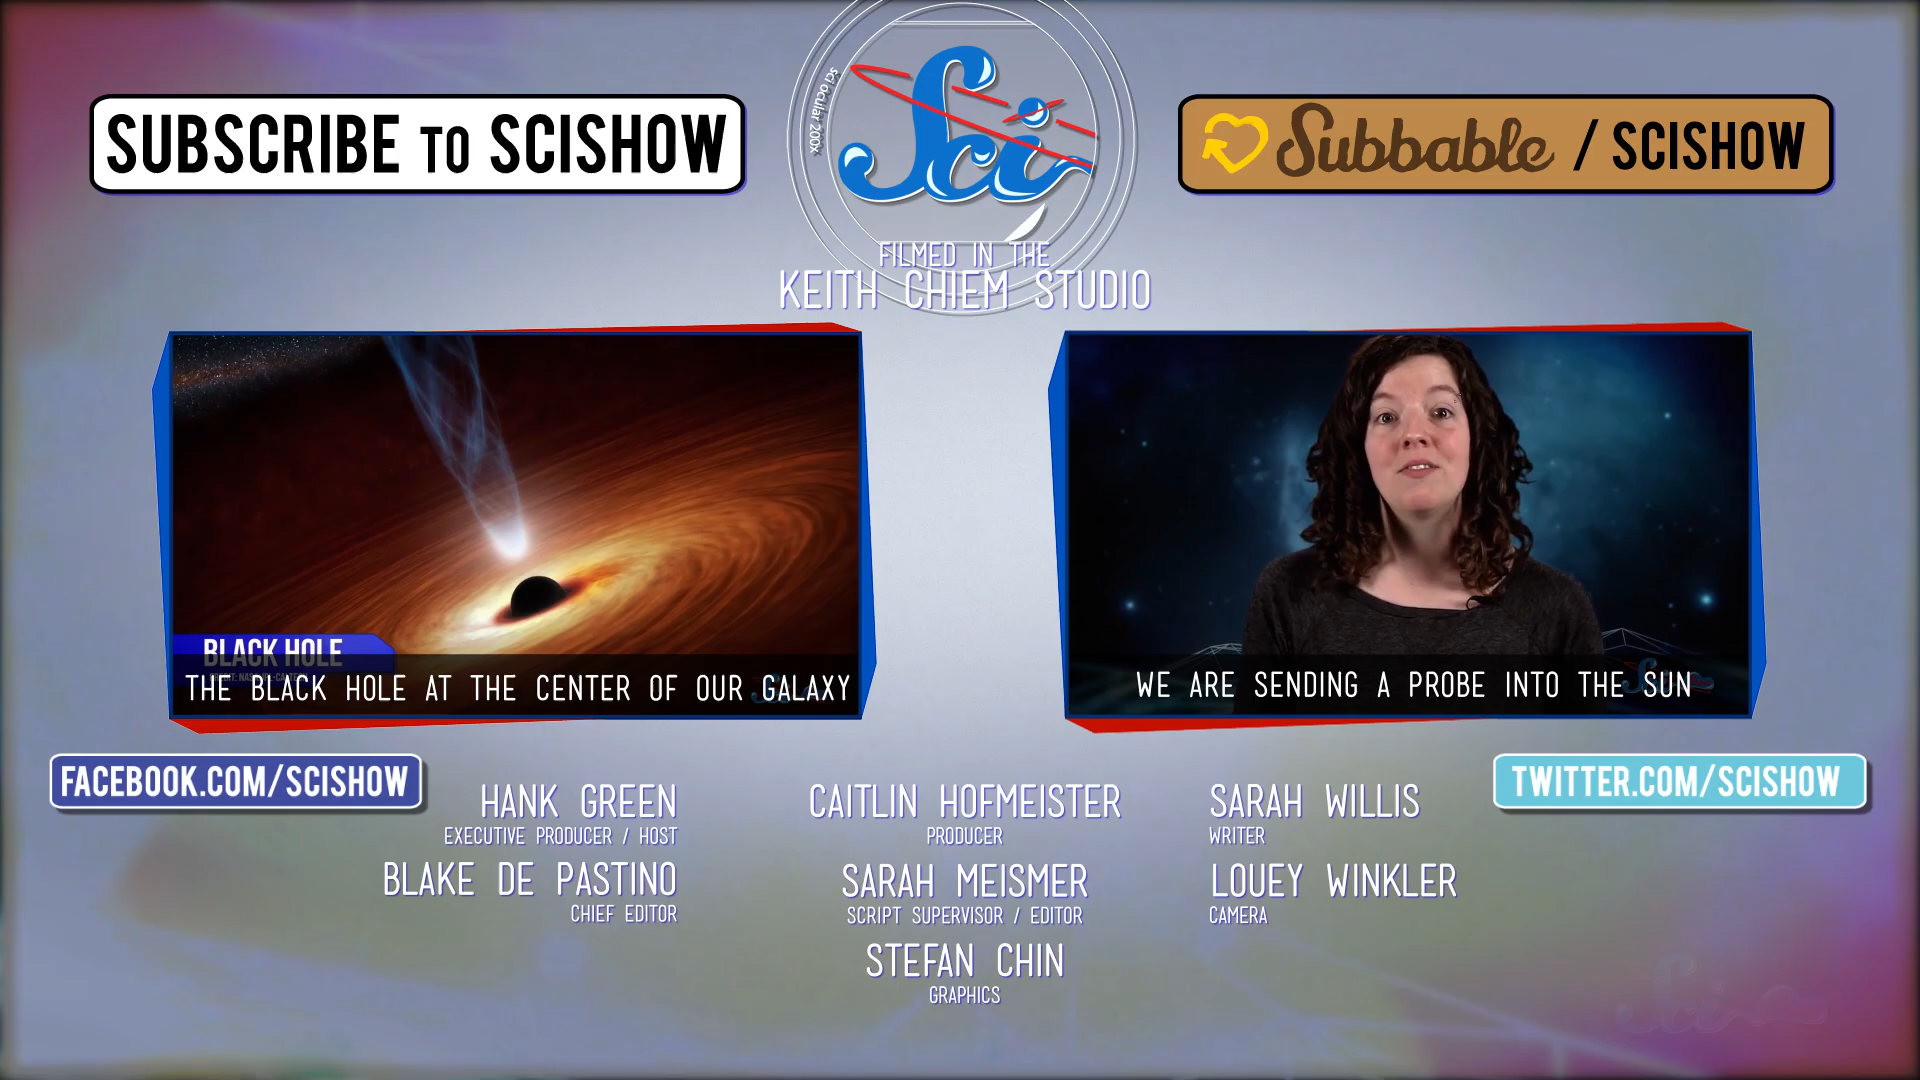 SUBSCRIBE TO SCISHOW
sci ocular 200x
Sci
Subbable / SCISHOW
FILMED IN THE
KEITH CHIEM STUDIO
BLACK HOLE
THE BLACK HOLE AT THE CENTER OF OUR GALAXY
WE ARE SENDING A PROBE INTO THE SUN
FACEBOOK.COM/SCISHOW
TWITTER.COM/SCISHOW
HANK GREEN
EXECUTIVE PRODUCER / HOST
BLAKE DE PASTINO
CHIEF EDITOR
CAITLIN HOFMEISTER
PRODUCER
SARAH MEISMER
SCRIPT SUPERVISOR / EDITOR
STEFAN CHIN
GRAPHICS
SARAH WILLIS
WRITER
LOUEY WINKLER
CAMERA